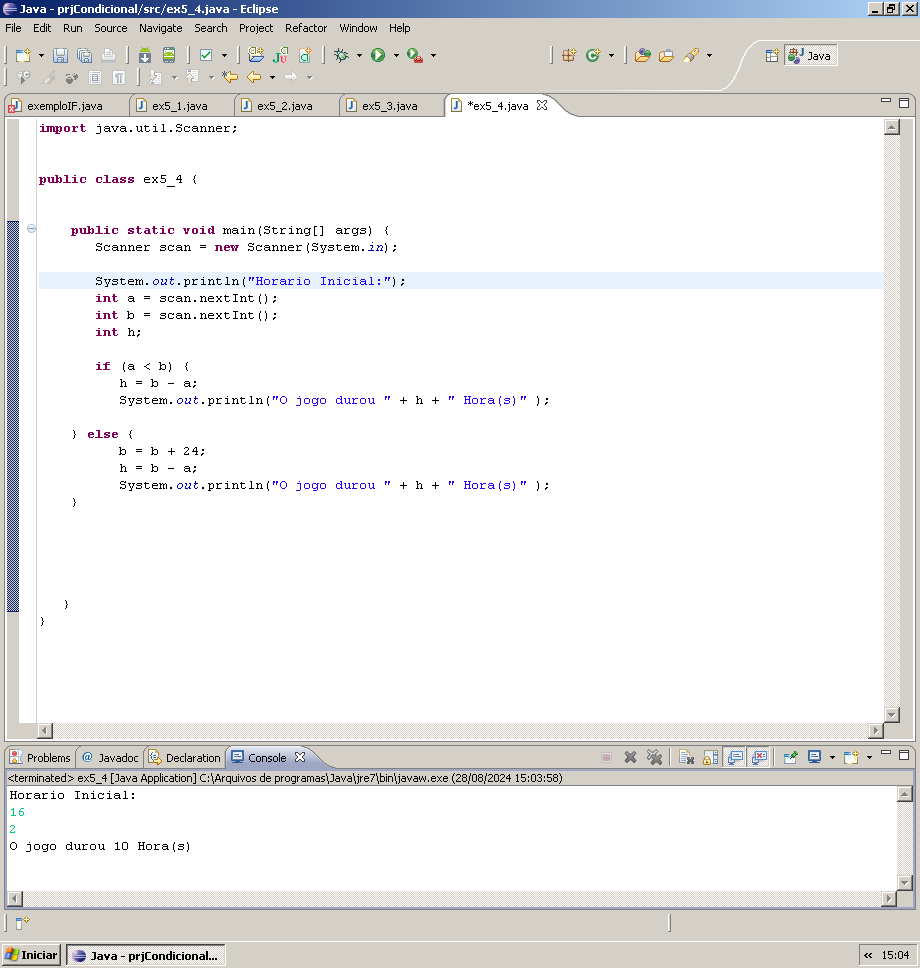 Java - prjCondicional/src/ex5_4.java - Eclipse
File Edit Run Source Navigate Search Project Refactor Window Help
Java
exemploIF.java ex5_1.java ex5_2.java ex5_3.java *ex5_4.java
import java.util.Scanner;
public class ex5_4 {
public static void main(String[] args) {
Scanner scan = new Scanner(System.in);
System.out.println("Horario Inicial:");
int a = scan.nextInt();
int b = scan.nextInt();
int h;
if (a < b) {
h = b - a;
System.out.println("O jogo durou " + h + " Hora(s)" );
} else {
b = b + 24;
h = b - a;
System.out.println("O jogo durou " + h + " Hora(s)" );
}
}
}
Problems @ Javadoc Declaration Console
<terminated> ex5_4 [Java Application] C:\Arquivos de programas\Java\jre7\bin\javaw.exe (28/08/2024 15:03:58)
Horario Inicial:
16
2
O jogo durou 10 Hora(s)
Iniciar Java - prjCondicional... « 15:04